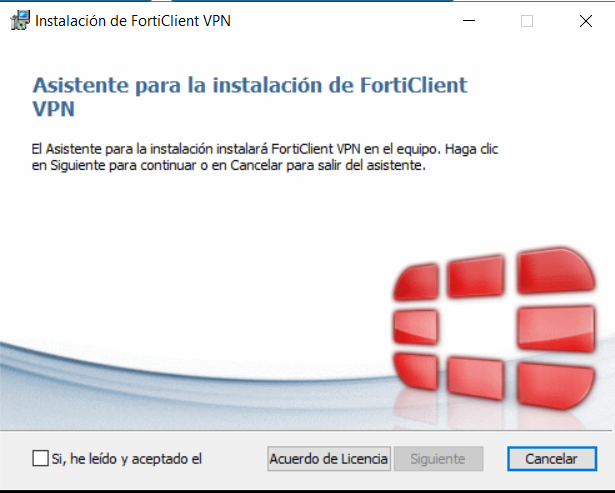 Instalación de FortiClient VPN
Asistente para la instalación de FortiClient
VPN
El Asistente para la instalación instalará FortiClient VPN en el equipo. Haga clic
en Siguiente para continuar o en Cancelar para salir del asistente.
Si, he leído y aceptado el
Acuerdo de Licencia
Siguiente
Cancelar